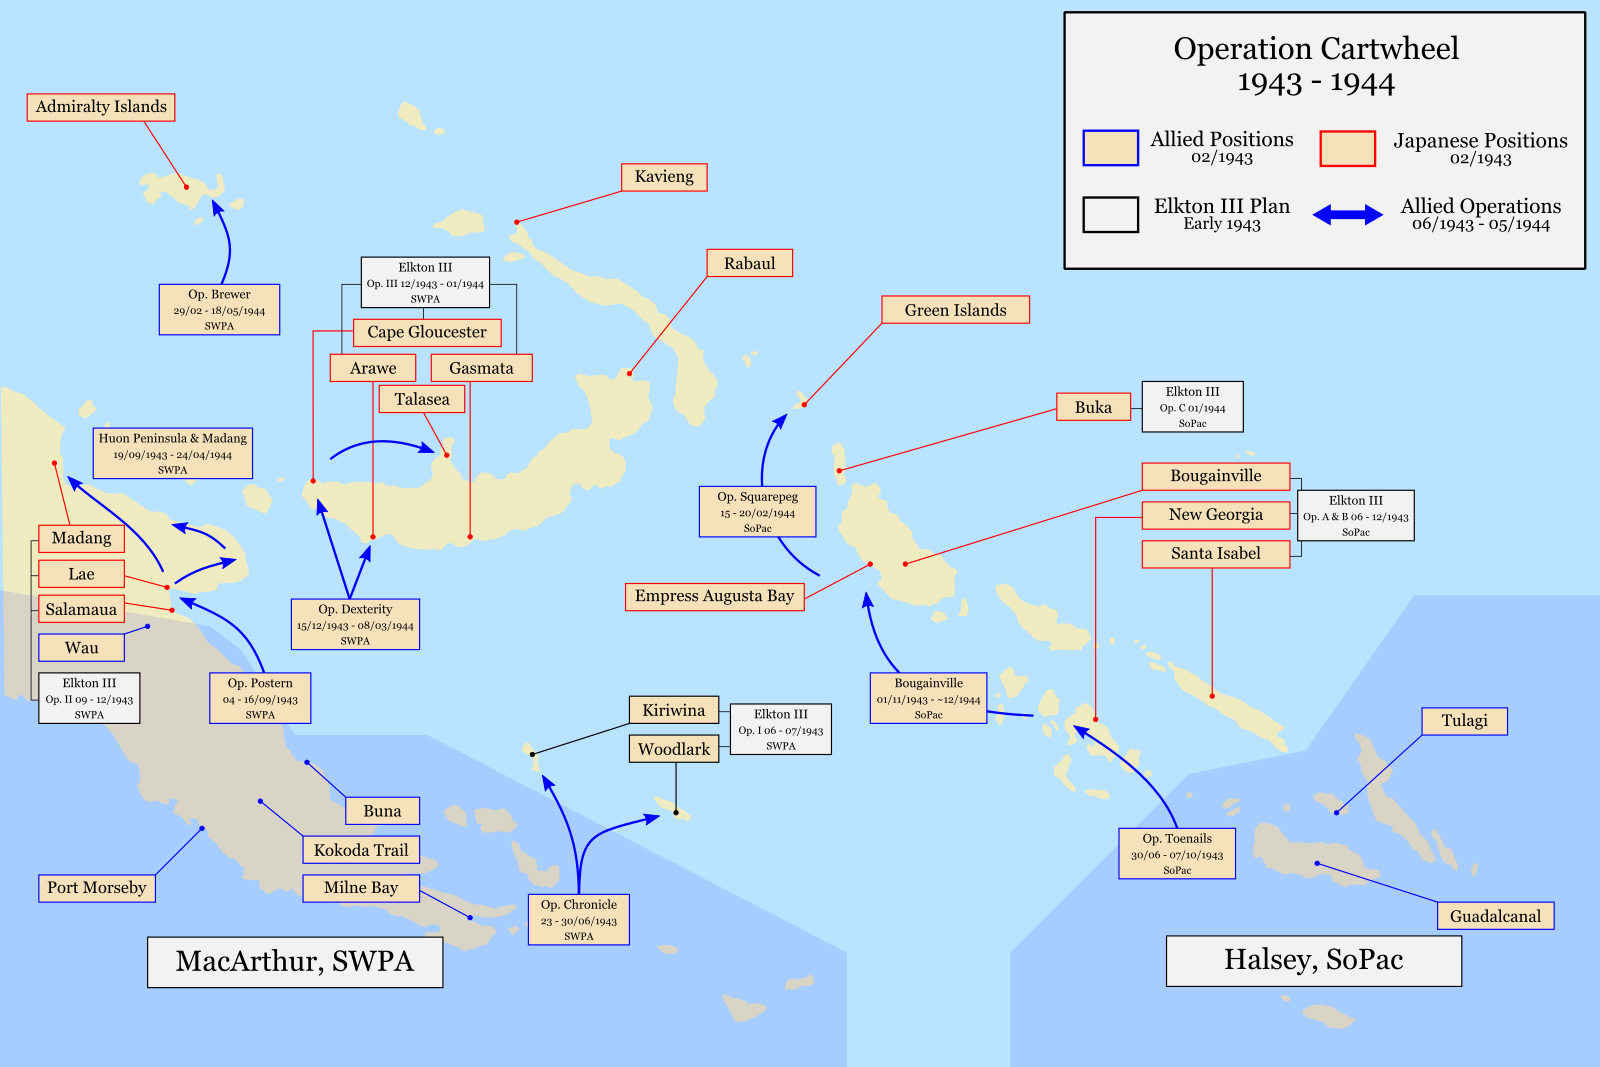 Operation Cartwheel
1943 - 1944
Allied Positions
02/1943
Japanese Positions
02/1943
Elkton III Plan
Early 1943
Allied Operations
06/1943 - 05/1944
Admiralty Islands
Kavieng
Rabaul
Elkton III
Op. III 12/1943 - 01/1944
SWPA
Op. Brewer
29/02 - 18/05/1944
SWPA
Cape Gloucester
Arawe
Gasmata
Talasea
Green Islands
Buka
Elkton III
Op. C 01/1944
SoPac
Huon Peninsula & Madang
19/09/1943 - 24/04/1944
SWPA
Bougainville
New Georgia
Santa Isabel
Elkton III
Op. A & B 06 - 12/1943
SoPac
Op. Squarepeg
15 - 20/02/1944
SoPac
Madang
Lae
Salamaua
Wau
Elkton III
Op. II 09 - 12/1943
SWPA
Empress Augusta Bay
Op. Dexterity
15/12/1943 - 08/03/1944
SWPA
Op. Postern
04 - 16/09/1943
SWPA
Bougainville
01/11/1943 - ~12/1944
SoPac
Kiriwina
Woodlark
Elkton III
Op. I 06 - 07/1943
SWPA
Tulagi
Buna
Kokoda Trail
Milne Bay
Port Morseby
Op. Toenails
30/06 - 07/10/1943
SoPac
Op. Chronicle
23 - 30/06/1943
SWPA
Guadalcanal
MacArthur, SWPA
Halsey, SoPac